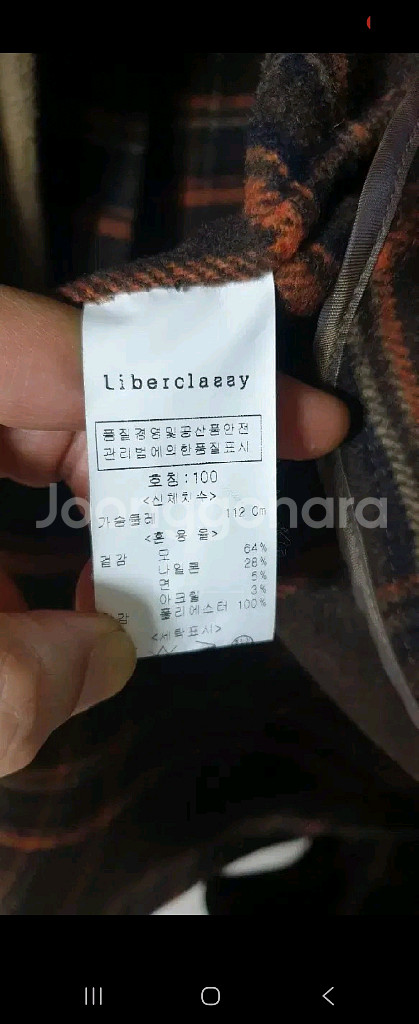 Liberclassy
품질경영및공산품안전
관리법에의한품질표시
호칭:100
<신체치수>
가슴둘레 112 Cm
<혼 용 율>
겉감 모 64%
나일론 28%
면 5%
아크릴 3%
감 폴리에스터 100%
<세탁표시>
Joonggonara